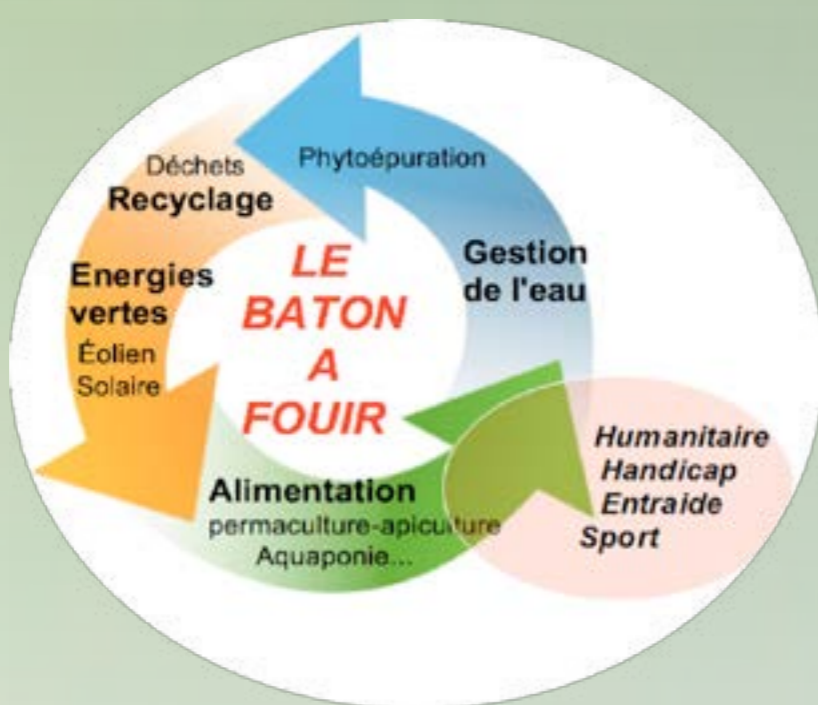 Phytoépuration
Déchets
Recyclage
Gestion
de l'eau
LE
BATON
A
FOUIR
Energies
vertes
Éolien
Solaire
Humanitaire
Handicap
Entraide
Sport
Alimentation
permaculture-apiculture
Aquaponie...